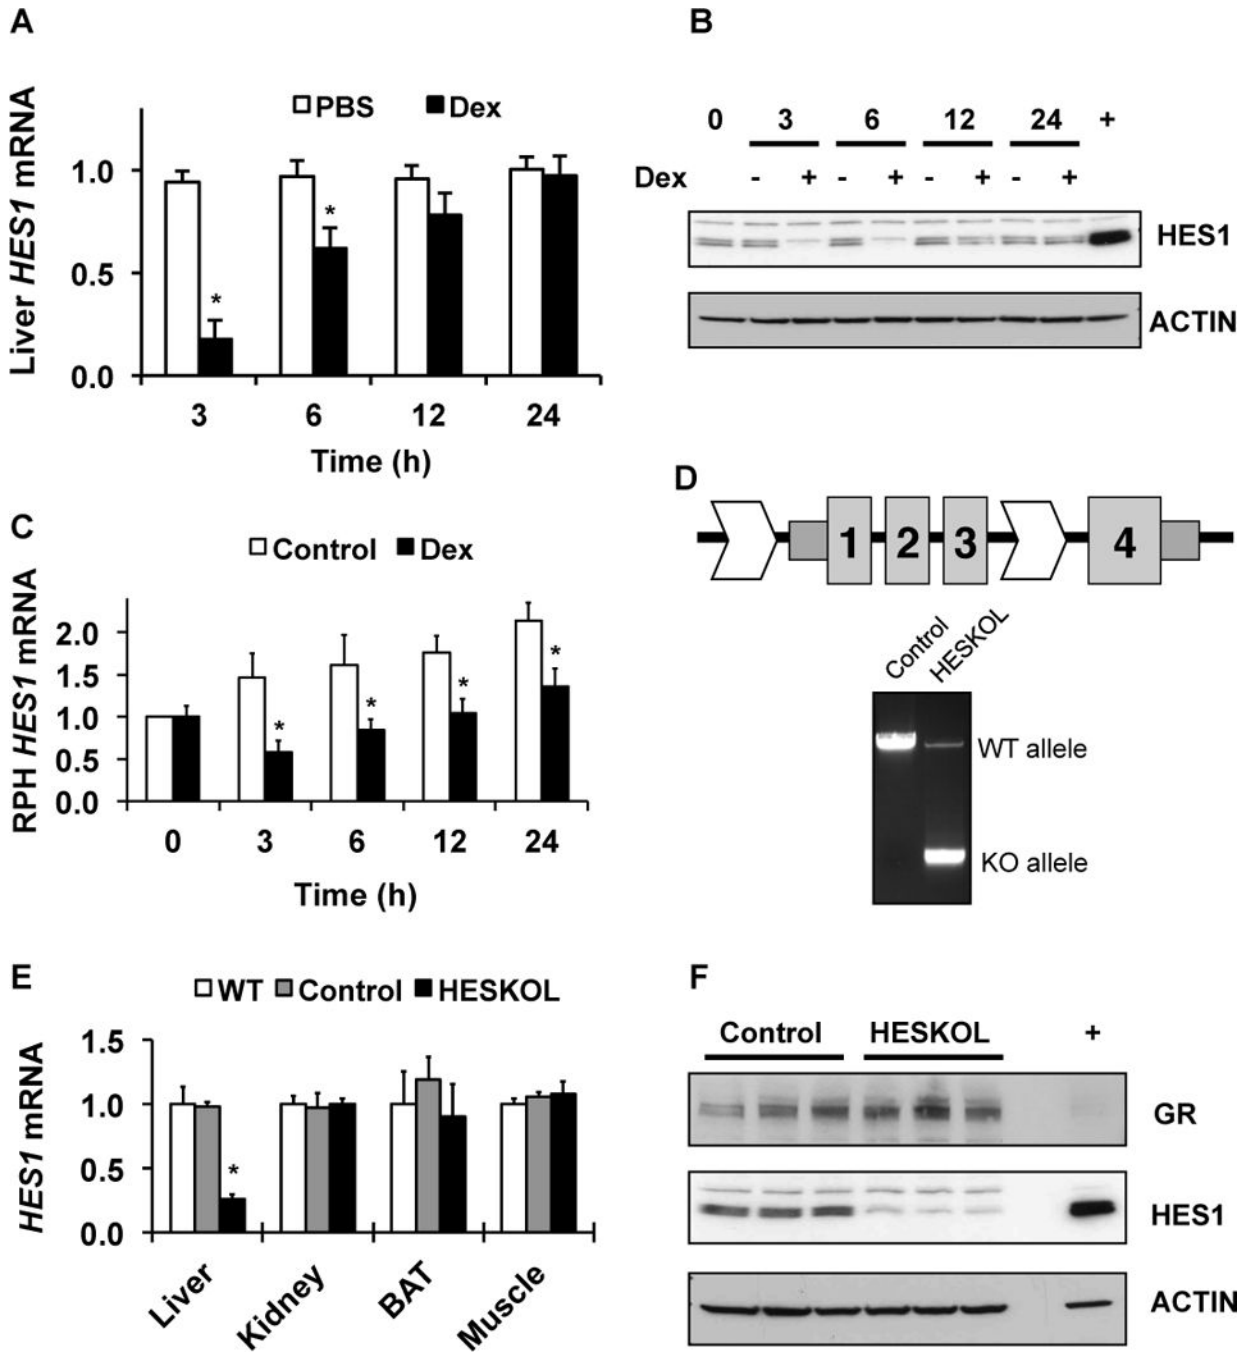 A
PBS Dex
Liver HES1 mRNA
1.0
0.5
0.0
3 6 12 24
Time (h)
B
0 3 6 12 24 +
Dex - + - + - + - +
HES1
ACTIN
C
Control Dex
RPH HES1 mRNA
2.0
1.5
1.0
0.5
0.0
* * * *
0 3 6 12 24
Time (h)
D
1 2 3 4
Control HESKOL
WT allele
KO allele
E
WT Control HESKOL
HES1 mRNA
1.5
1.0
0.5
0.0
*
Liver Kidney BAT Muscle
F
Control HESKOL +
GR
HES1
ACTIN